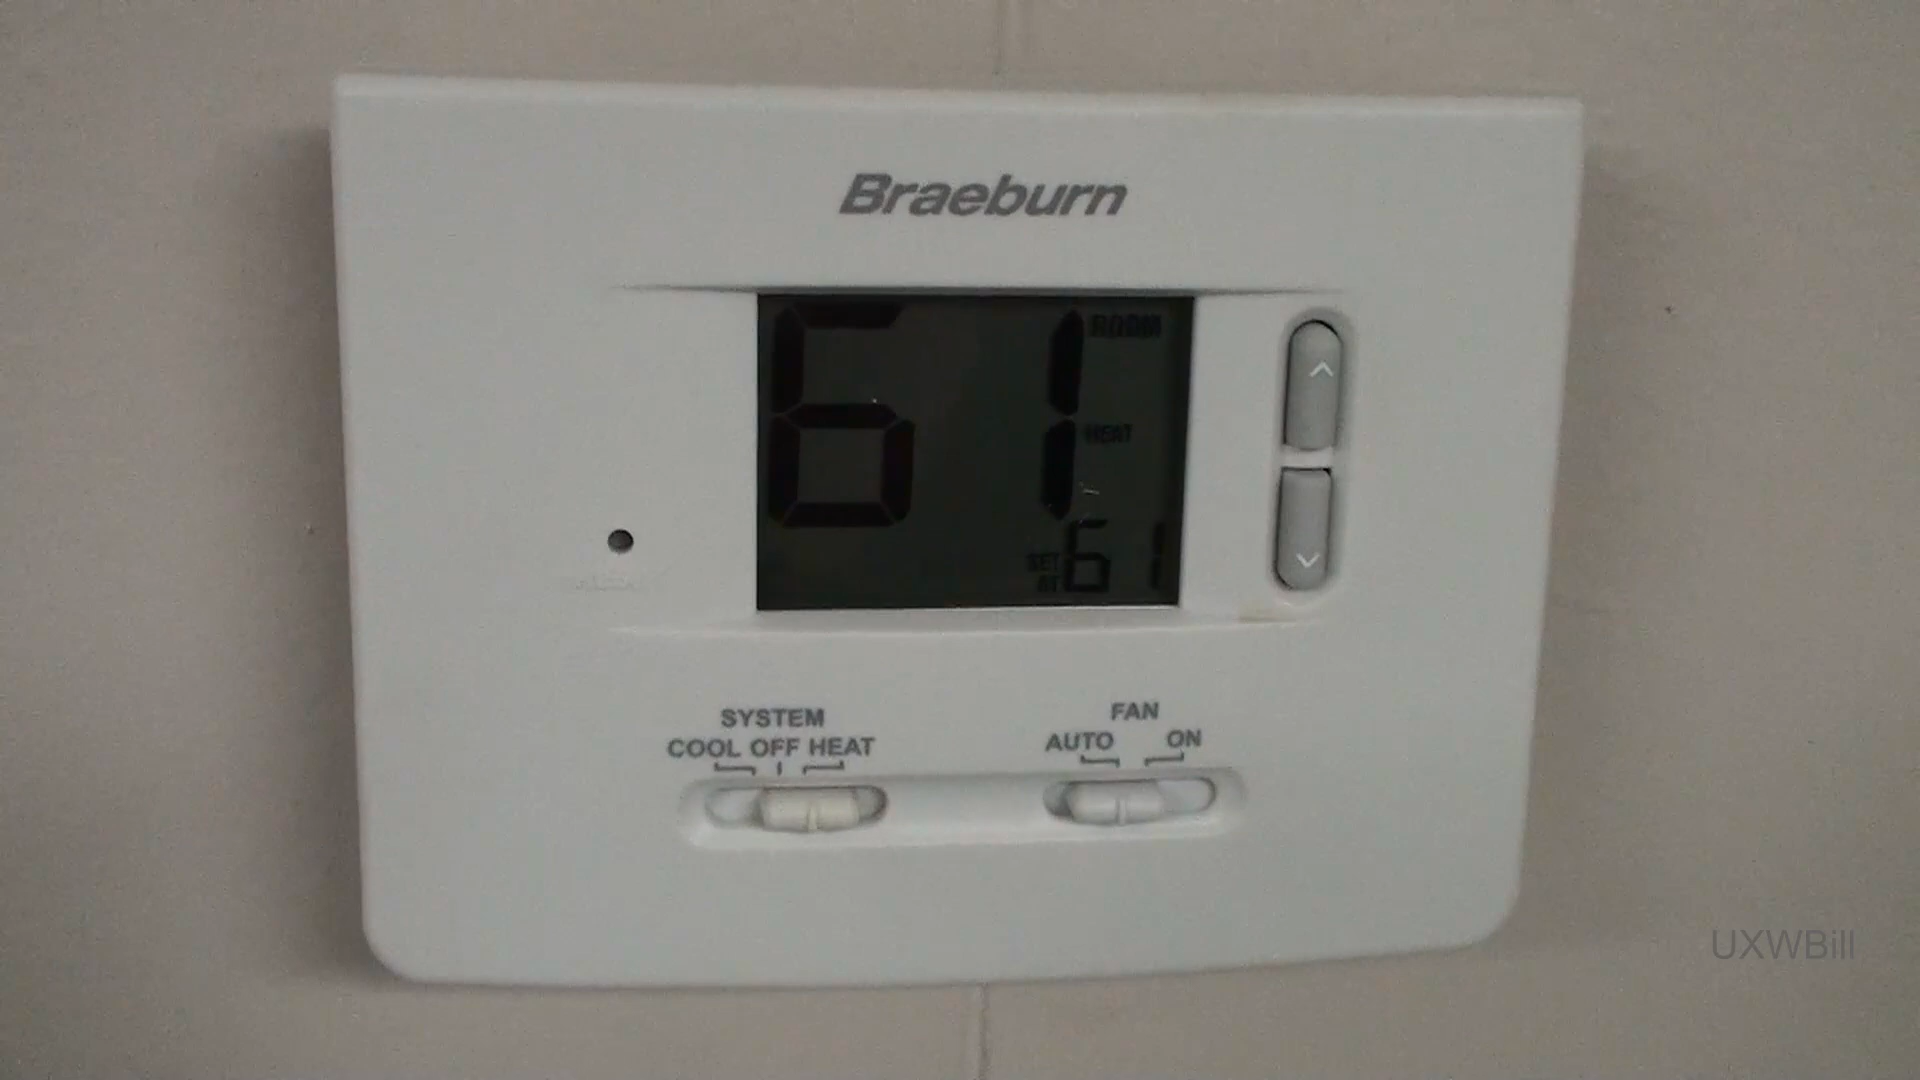 Braeburn
61 ROOM
HEAT
SET AT 61
SYSTEM
COOL OFF HEAT
FAN
AUTO ON
UXWBill